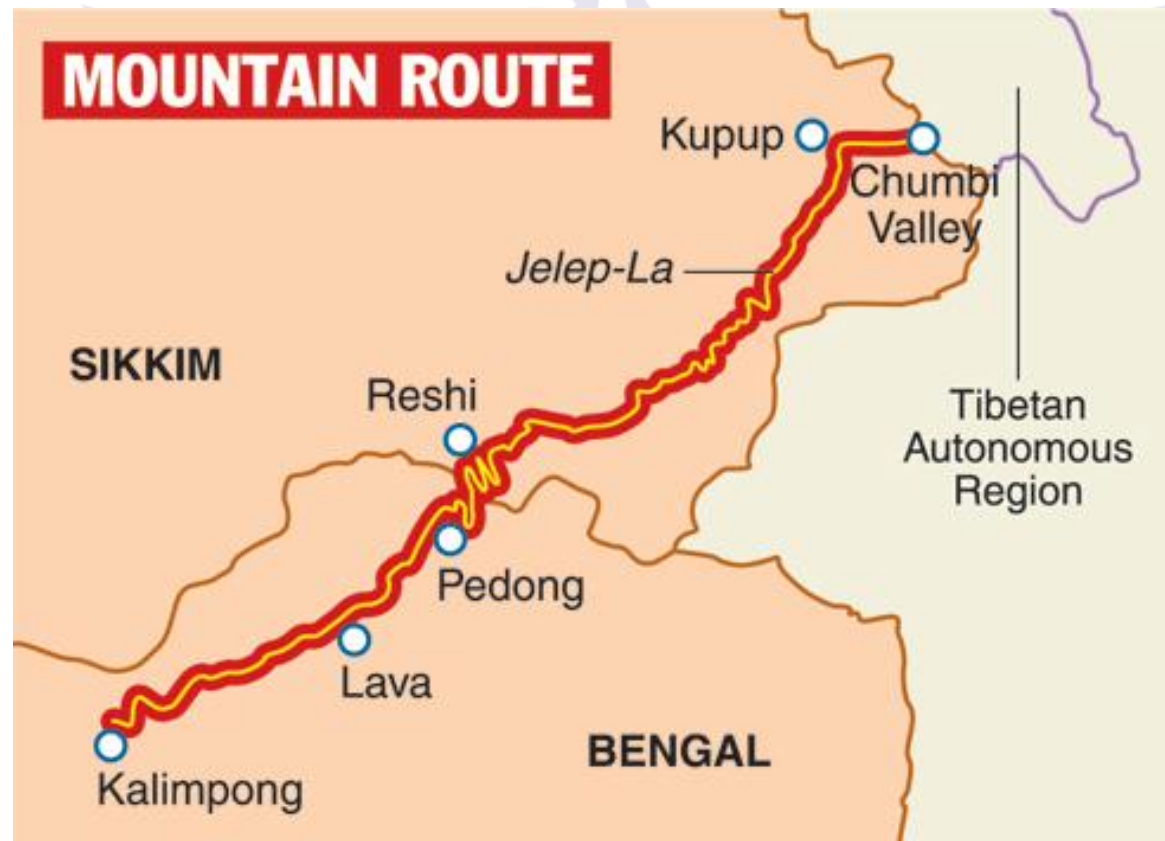 MOUNTAIN ROUTE
Kupup
Chumbi
Valley
Jelep-La
SIKKIM
Reshi
Tibetan
Autonomous
Region
Pedong
Lava
BENGAL
Kalimpong